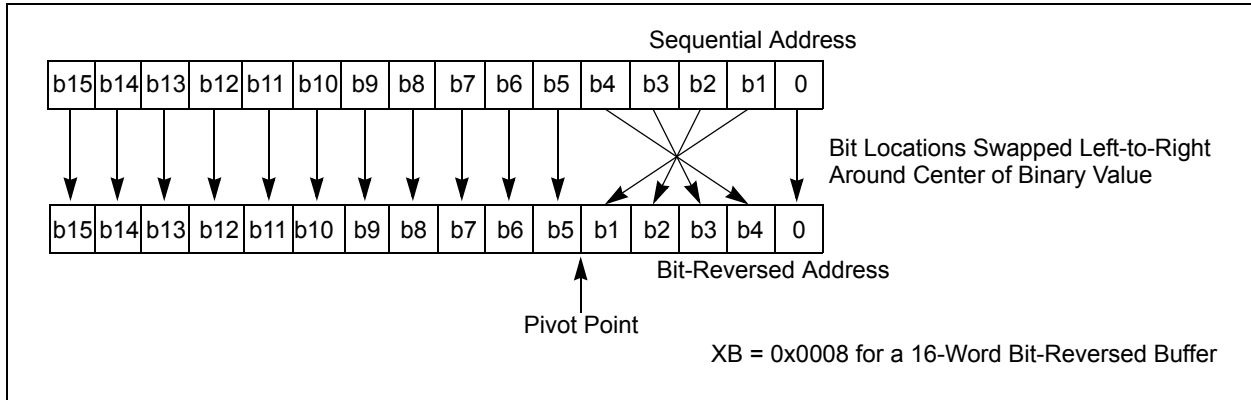 Sequential Address
b15 b14 b13 b12 b11 b10 b9 b8 b7 b6 b5 b4 b3 b2 b1 0
Bit Locations Swapped Left-to-Right
Around Center of Binary Value
b15 b14 b13 b12 b11 b10 b9 b8 b7 b6 b5 b1 b2 b3 b4 0
Bit-Reversed Address
Pivot Point
XB = 0x0008 for a 16-Word Bit-Reversed Buffer